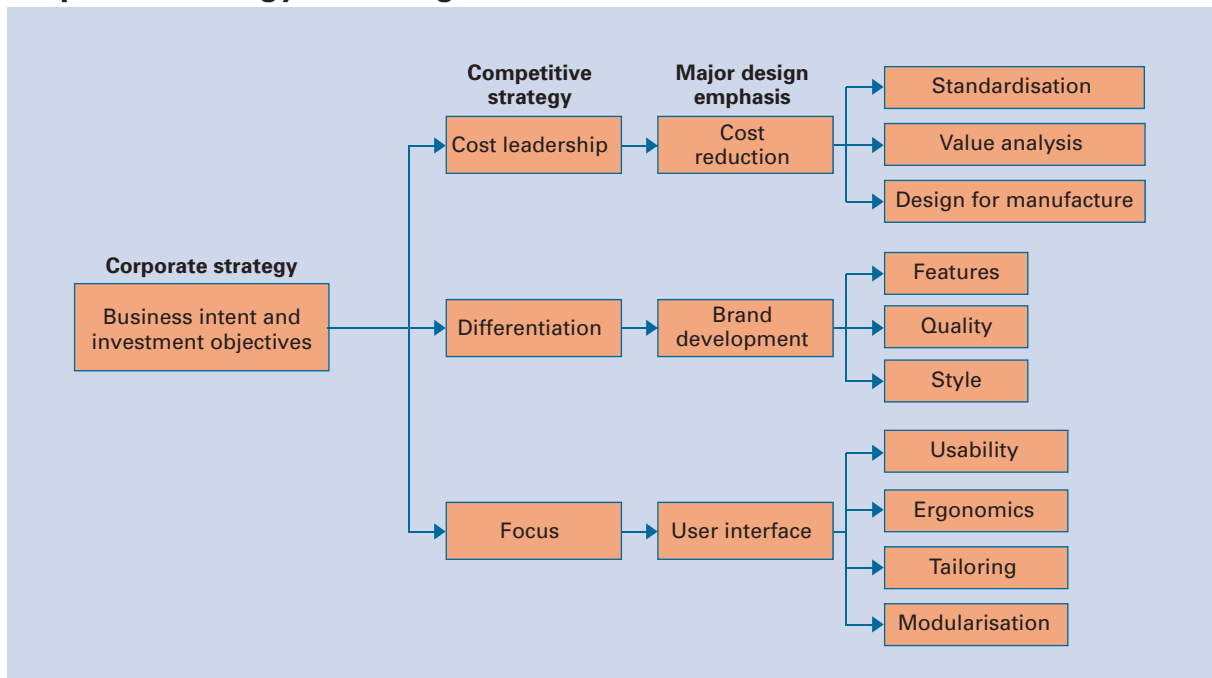 Competitive
strategy
Major design
emphasis
Cost leadership
Cost
reduction
Standardisation
Value analysis
Design for manufacture
Corporate strategy
Business intent and
investment objectives
Differentiation
Brand
development
Features
Quality
Style
Focus
User interface
Usability
Ergonomics
Tailoring
Modularisation